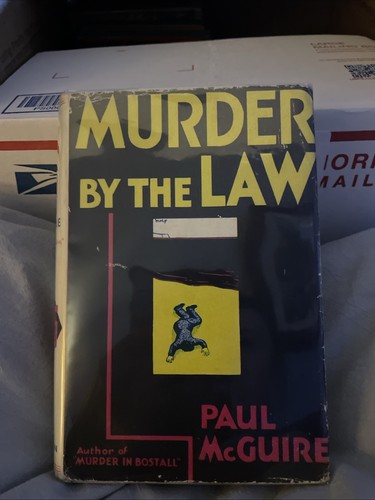 MURDER
BY THE LAW
PAUL
McGUIRE
Author of
"MURDER IN BOSTALL"